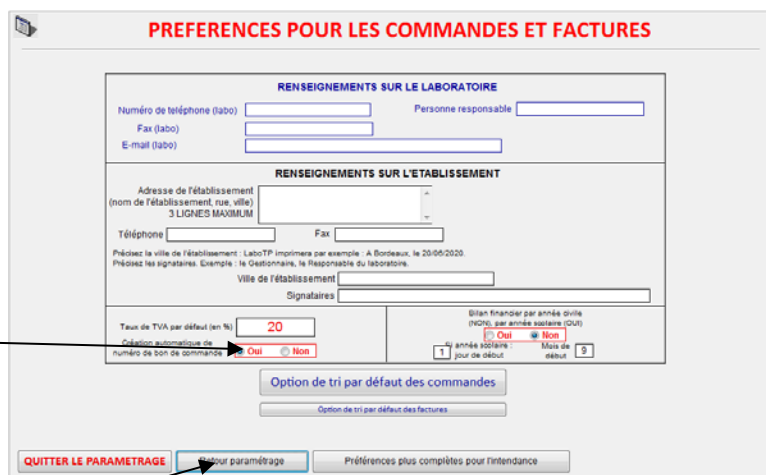 PREFERENCES POUR LES COMMANDES ET FACTURES
RENSEIGNEMENTS SUR LE LABORATOIRE
Numéro de teléphone (labo) Personne responsable
Fax (labo)
E-mail (labo)
RENSEIGNEMENTS SUR L'ETABLISSEMENT
Adresse de l'établissement
(nom de l'établissement, rue, ville)
3 LIGNES MAXIMUM
Téléphone Fax
Précisez la ville de l'établissement : LaboTP imprimera par exemple : A Bordeaux, le 20/06/2020.
Précisez les signataires. Exemple : le Gestionnaire, le Responsable du laboratoire.
Ville de l'établissement
Signataires
Taux de TVA par défaut (en %) 20
Création automatique de
numéro de bon de commande Oui Non
Bilan financier par année civile
(NON), par année scolaire (OUI)
Oui Non
Si année scolaire :
jour de début 1
Mois de
début 9
Option de tri par défaut des commandes
Option de tri par défaut des factures
QUITTER LE PARAMETRAGE Retour paramétrage Préférences plus complètes pour l'intendance